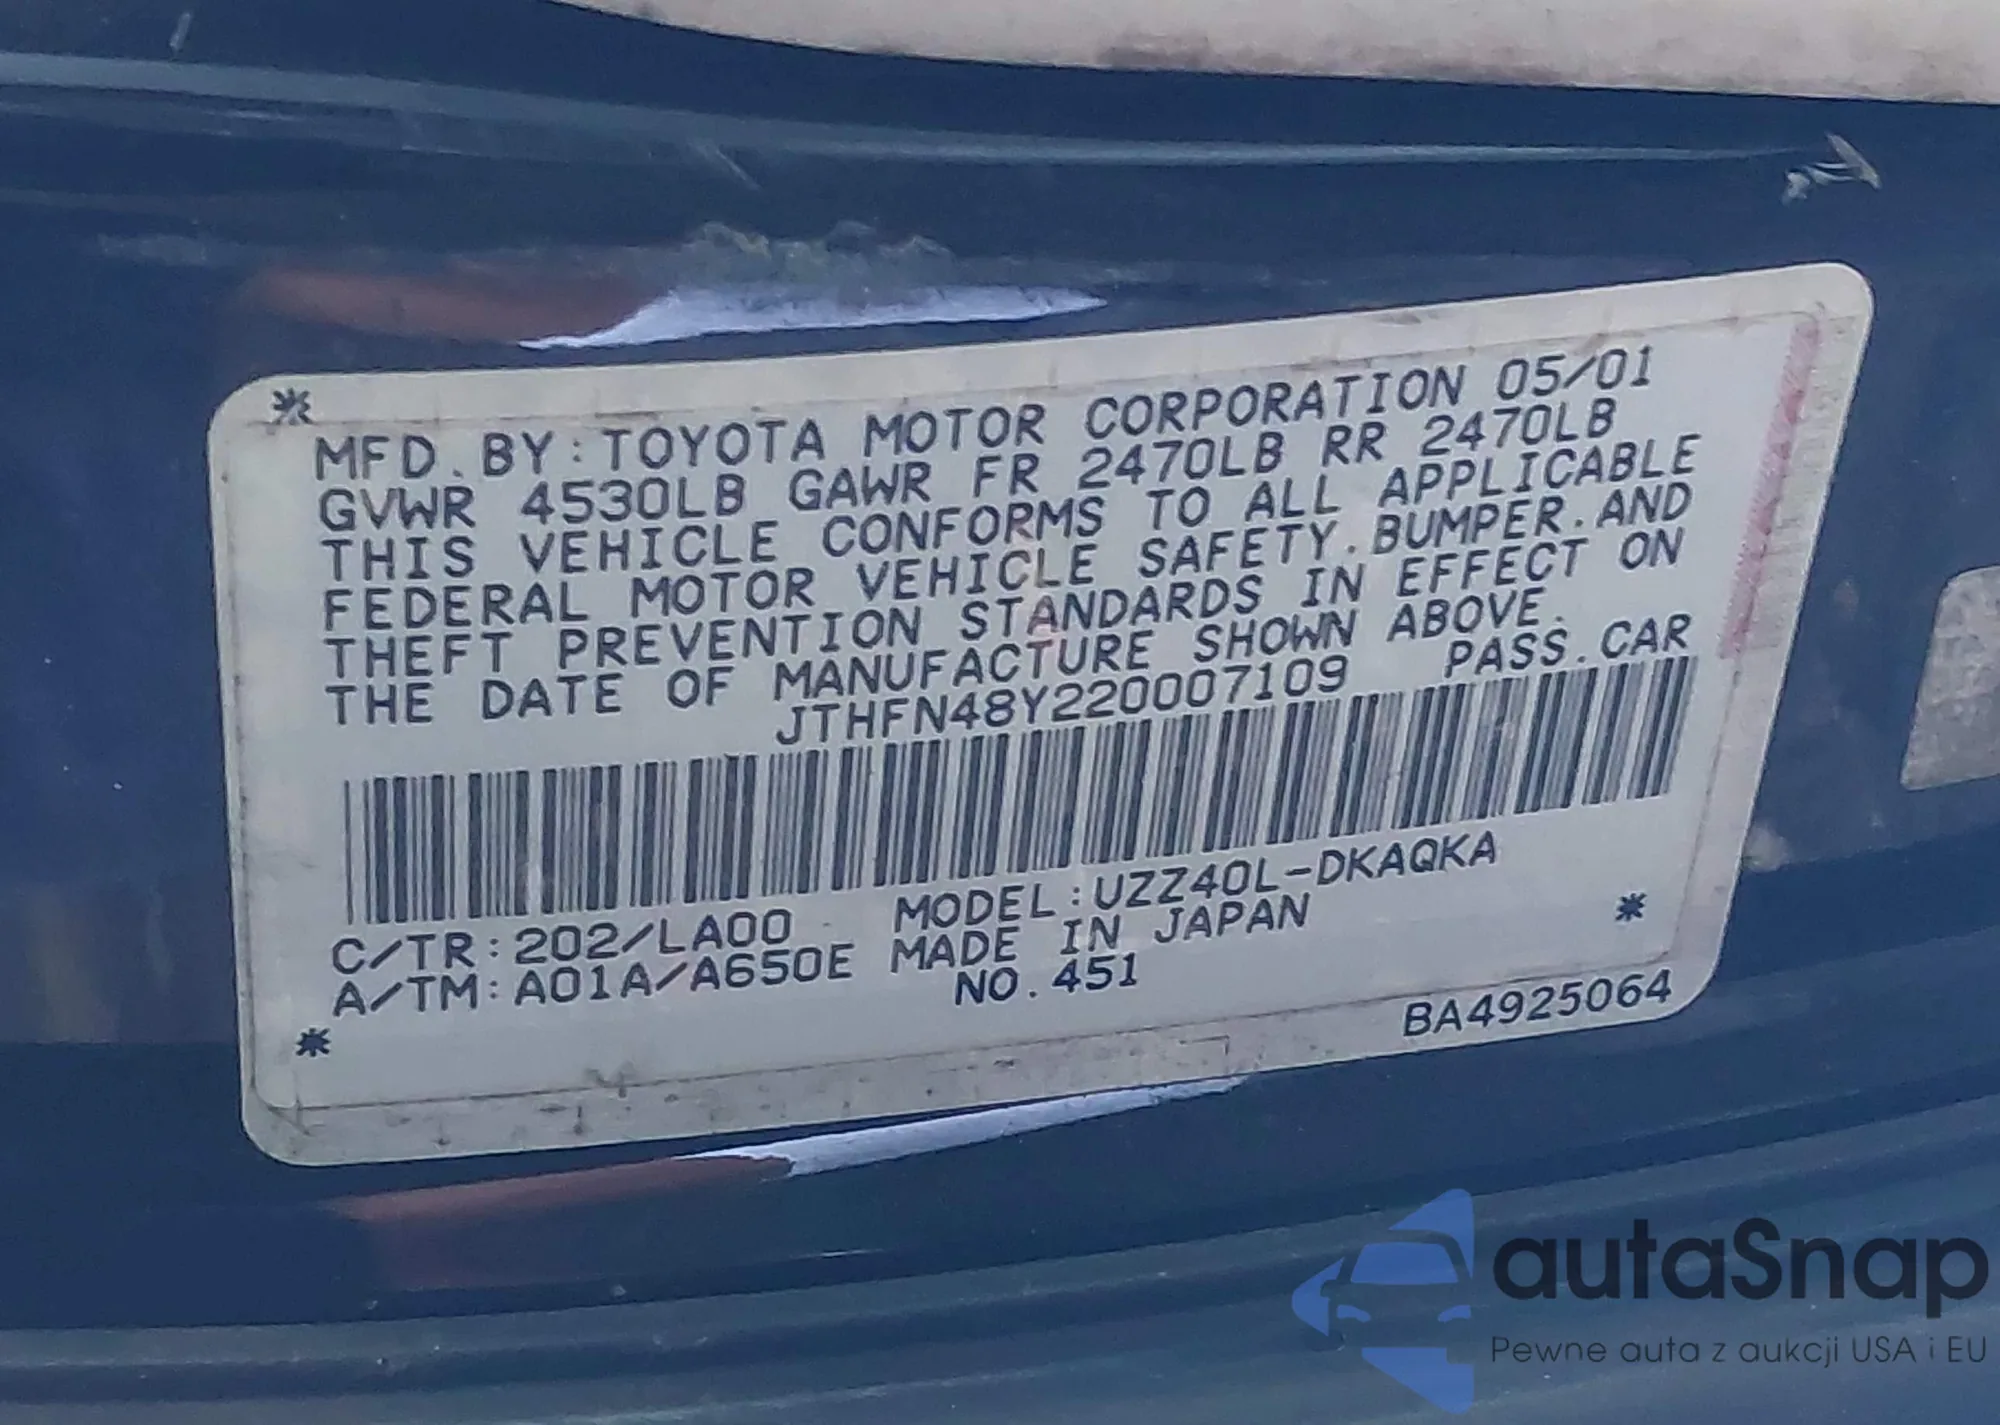 MFD.BY:TOYOTA MOTOR CORPORATION 05/01
GVWR 4530LB GAWR FR 2470LB RR 2470LB
THIS VEHICLE CONFORMS TO ALL APPLICABLE
FEDERAL MOTOR VEHICLE SAFETY.BUMPER.AND
THEFT PREVENTION STANDARDS IN EFFECT ON
THE DATE OF MANUFACTURE SHOWN ABOVE.
JTHFN48Y220007109 PASS.CAR
C/TR:202/LA00 MODEL:UZZ40L-DKAQKA
A/TM:A01A/A650E MADE IN JAPAN
NO.451
BA4925064
autaSnap
Pewne auta z aukcji USA i EU